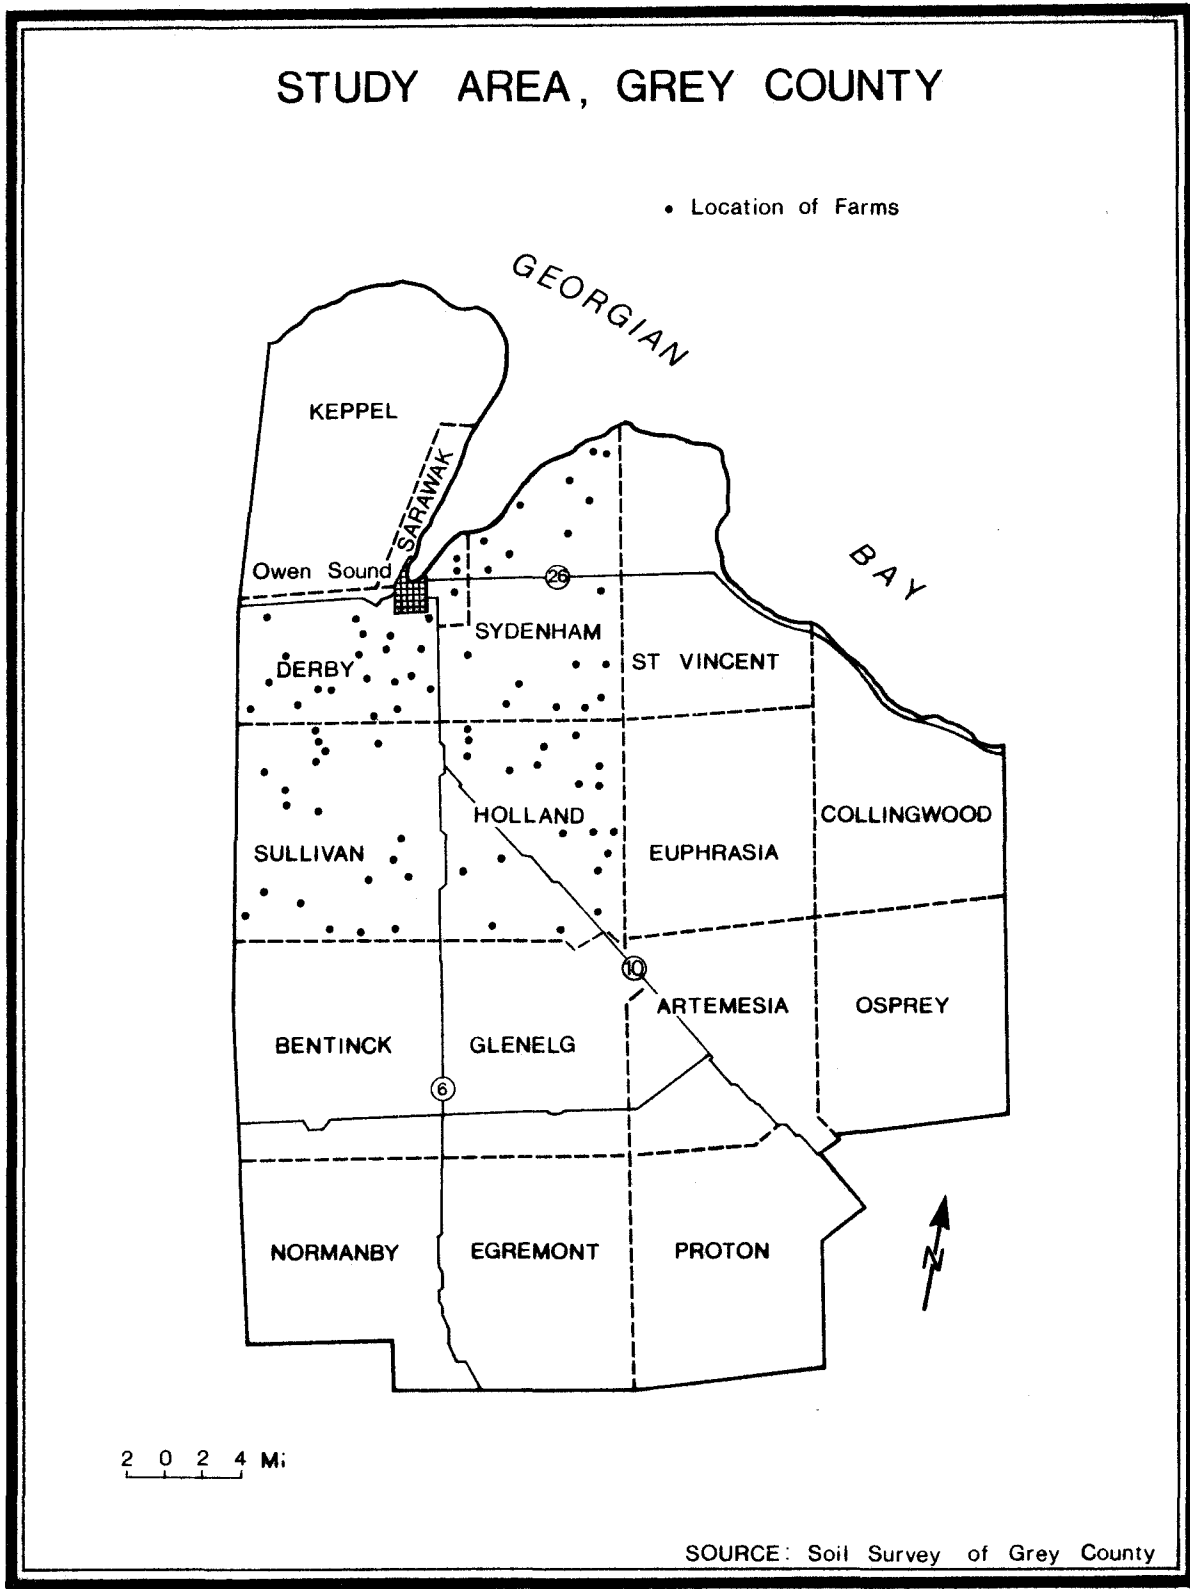 STUDY AREA, GREY COUNTY
• Location of Farms
GEORGIAN
BAY
KEPPEL
SARAWAK
Owen Sound
26
SYDENHAM
DERBY
ST VINCENT
HOLLAND
COLLINGWOOD
SULLIVAN
EUPHRASIA
10
ARTEMESIA
OSPREY
BENTINCK
GLENELG
6
N
NORMANBY
EGREMONT
PROTON
2 0 2 4 Mi
SOURCE: Soil Survey of Grey County